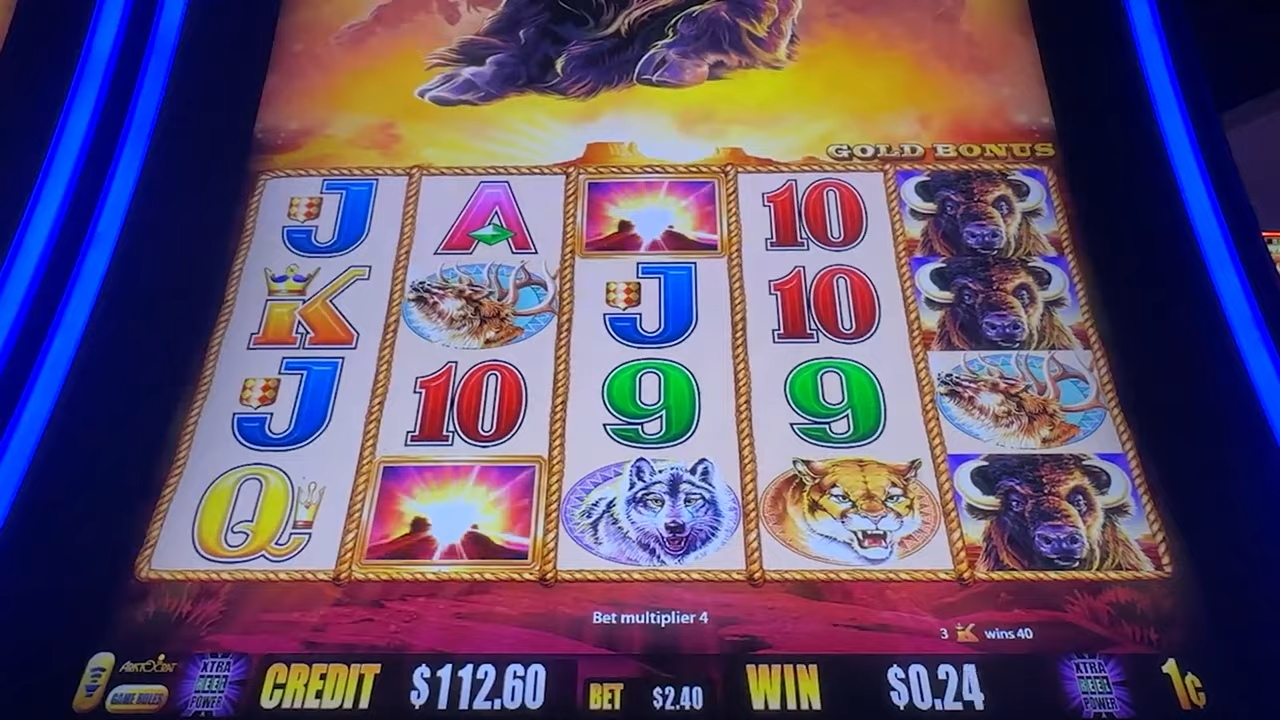 GOLD BONUS
J A 10
K J 10
J 10 9 9
Q
Bet multiplier 4
3 K wins 40
ARISTOCRAT
GAME RULES
XTRA REEL POWER
CREDIT $112.60 BET $2.40 WIN $0.24
XTRA REEL POWER
1¢